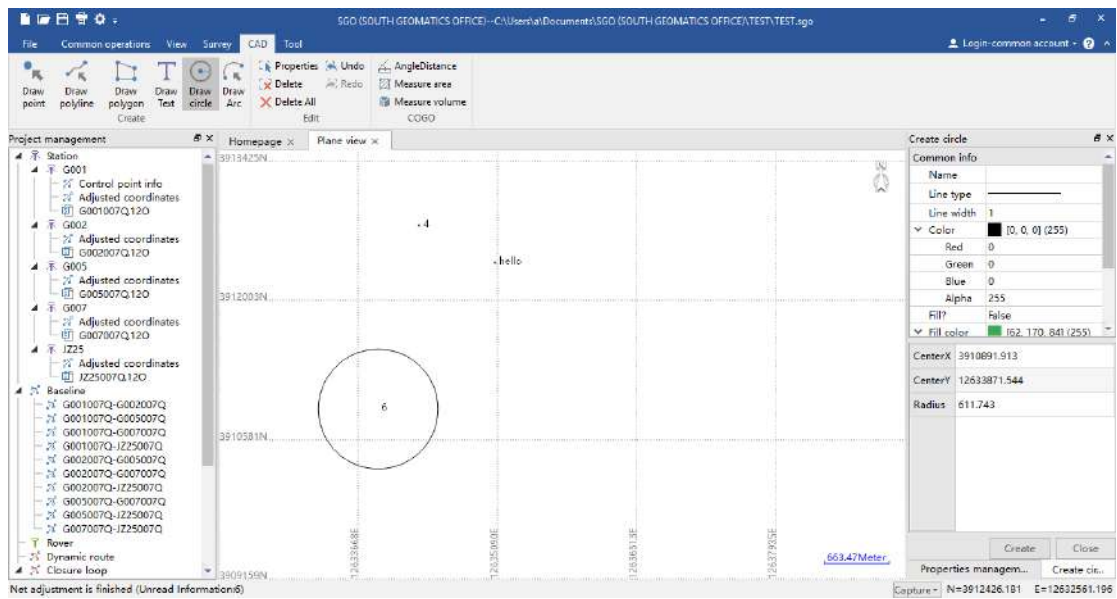 SGO (SOUTH GEOMATICS OFFICE)--C:\Users\a\Documents\SGO (SOUTH GEOMATICS OFFICE)\TEST\TEST.sgo
File Common operations View Survey CAD Tool
Login-common account
Draw point
Draw polyline
Draw polygon
Draw Text
Draw circle
Draw Arc
Create
Properties Undo
Delete Redo
Delete All
Edit
AngleDistance
Measure area
Measure volume
COGO
Project management
Station
G001
Control point info
Adjusted coordinates
G001007Q.12O
G002
Adjusted coordinates
G002007Q.12O
G005
Adjusted coordinates
G005007Q.12O
G007
Adjusted coordinates
G007007Q.12O
JZ25
Adjusted coordinates
JZ25007Q.12O
Baseline
G001007Q-G002007Q
G001007Q-G005007Q
G001007Q-G007007Q
G001007Q-JZ25007Q
G002007Q-G005007Q
G002007Q-G007007Q
G002007Q-JZ25007Q
G005007Q-G007007Q
G005007Q-JZ25007Q
G007007Q-JZ25007Q
Rover
Dynamic route
Closure loop
Homepage Plane view
3913425N
4
hello
3912003N
6
3910581N
3909159N
12633668E
12635090E
12636513E
12637935E
663.47Meter
Create circle
Common info
Name
Line type
Line width 1
Color [0, 0, 0] (255)
Red 0
Green 0
Blue 0
Alpha 255
Fill? False
Fill color [62, 170, 84] (255)
CenterX 3910891.913
CenterY 12633871.544
Radius 611.743
Create Close
Properties managem... Create cir...
Net adjustment is finished (Unread Information:6)
Capture N=3912426.181 E=12632561.196